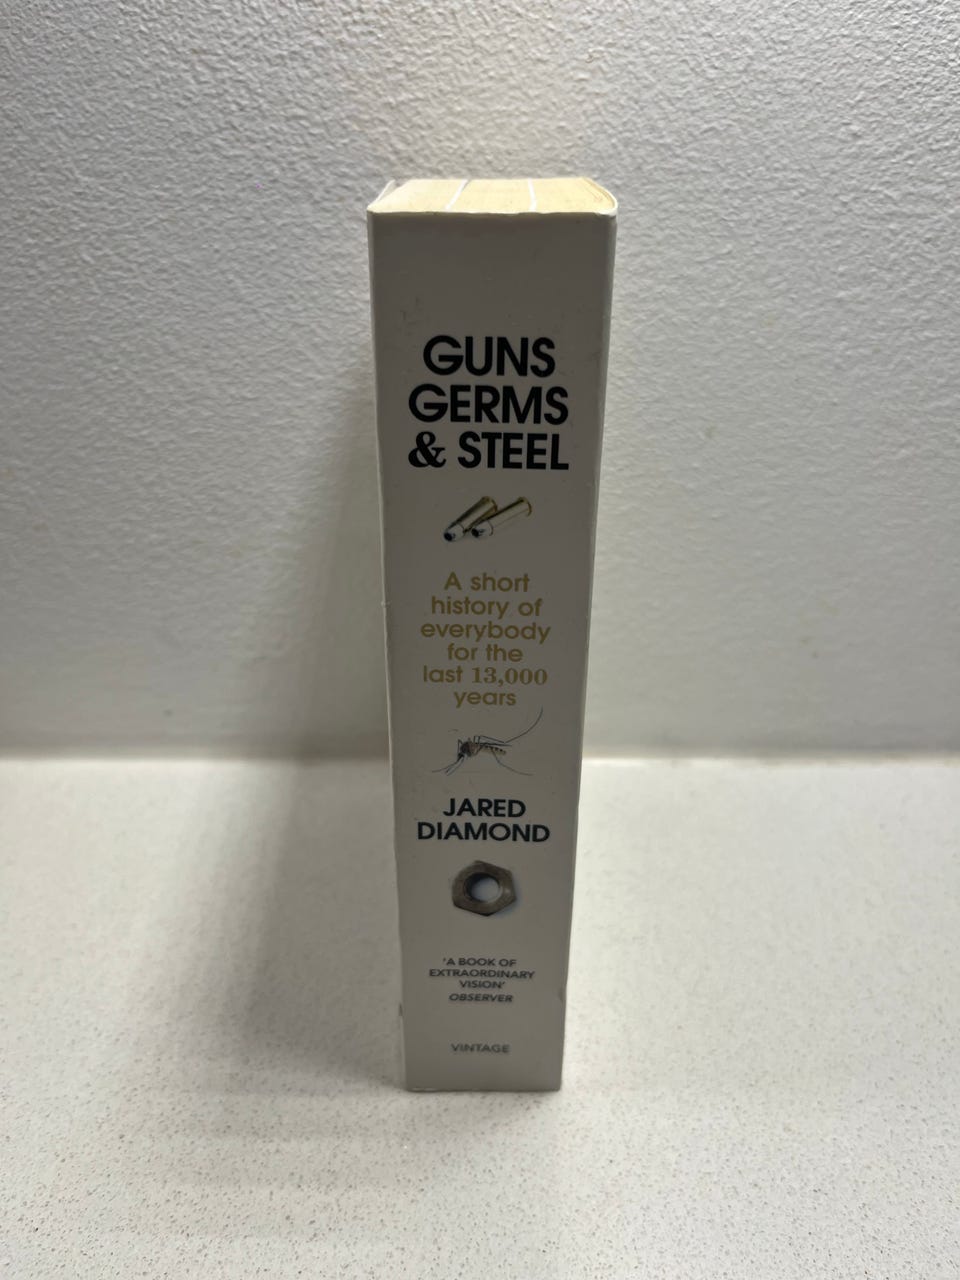 GUNS
GERMS
& STEEL
A short
history of
everybody
for the
last 13,000
years
JARED
DIAMOND
'A BOOK OF
EXTRAORDINARY
VISION'
OBSERVER
VINTAGE